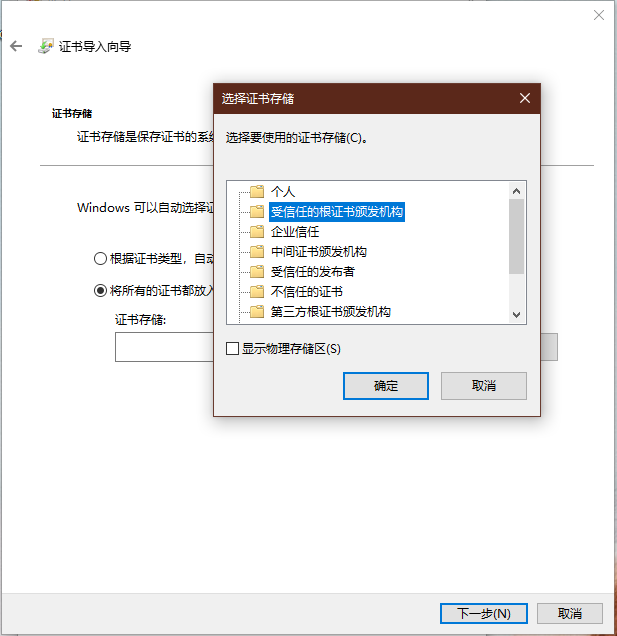 证书导入向导
证书存储
证书存储是保存证书的系统
Windows 可以自动选择证
根据证书类型，自动
将所有的证书都放入
证书存储:
选择证书存储
选择要使用的证书存储(C)。
个人
受信任的根证书颁发机构
企业信任
中间证书颁发机构
受信任的发布者
不信任的证书
第三方根证书颁发机构
显示物理存储区(S)
确定 取消
下一步(N) 取消